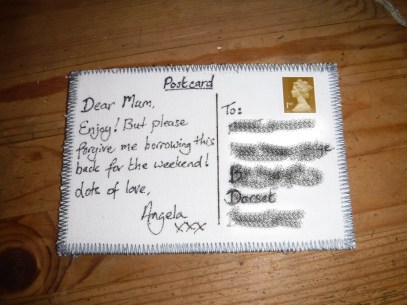 Postcard
Dear Mum,
Enjoy! But please
forgive me borrowing this
back for the weekend!
Lots of love,
Angela
xxx
To:
Dorset